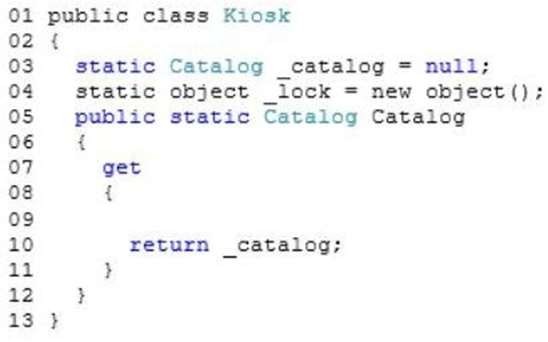 01 public class Kiosk
02 {
03   static Catalog _catalog = null;
04   static object _lock = new object();
05   public static Catalog Catalog
06   {
07     get
08     {
09
10       return _catalog;
11     }
12   }
13 }